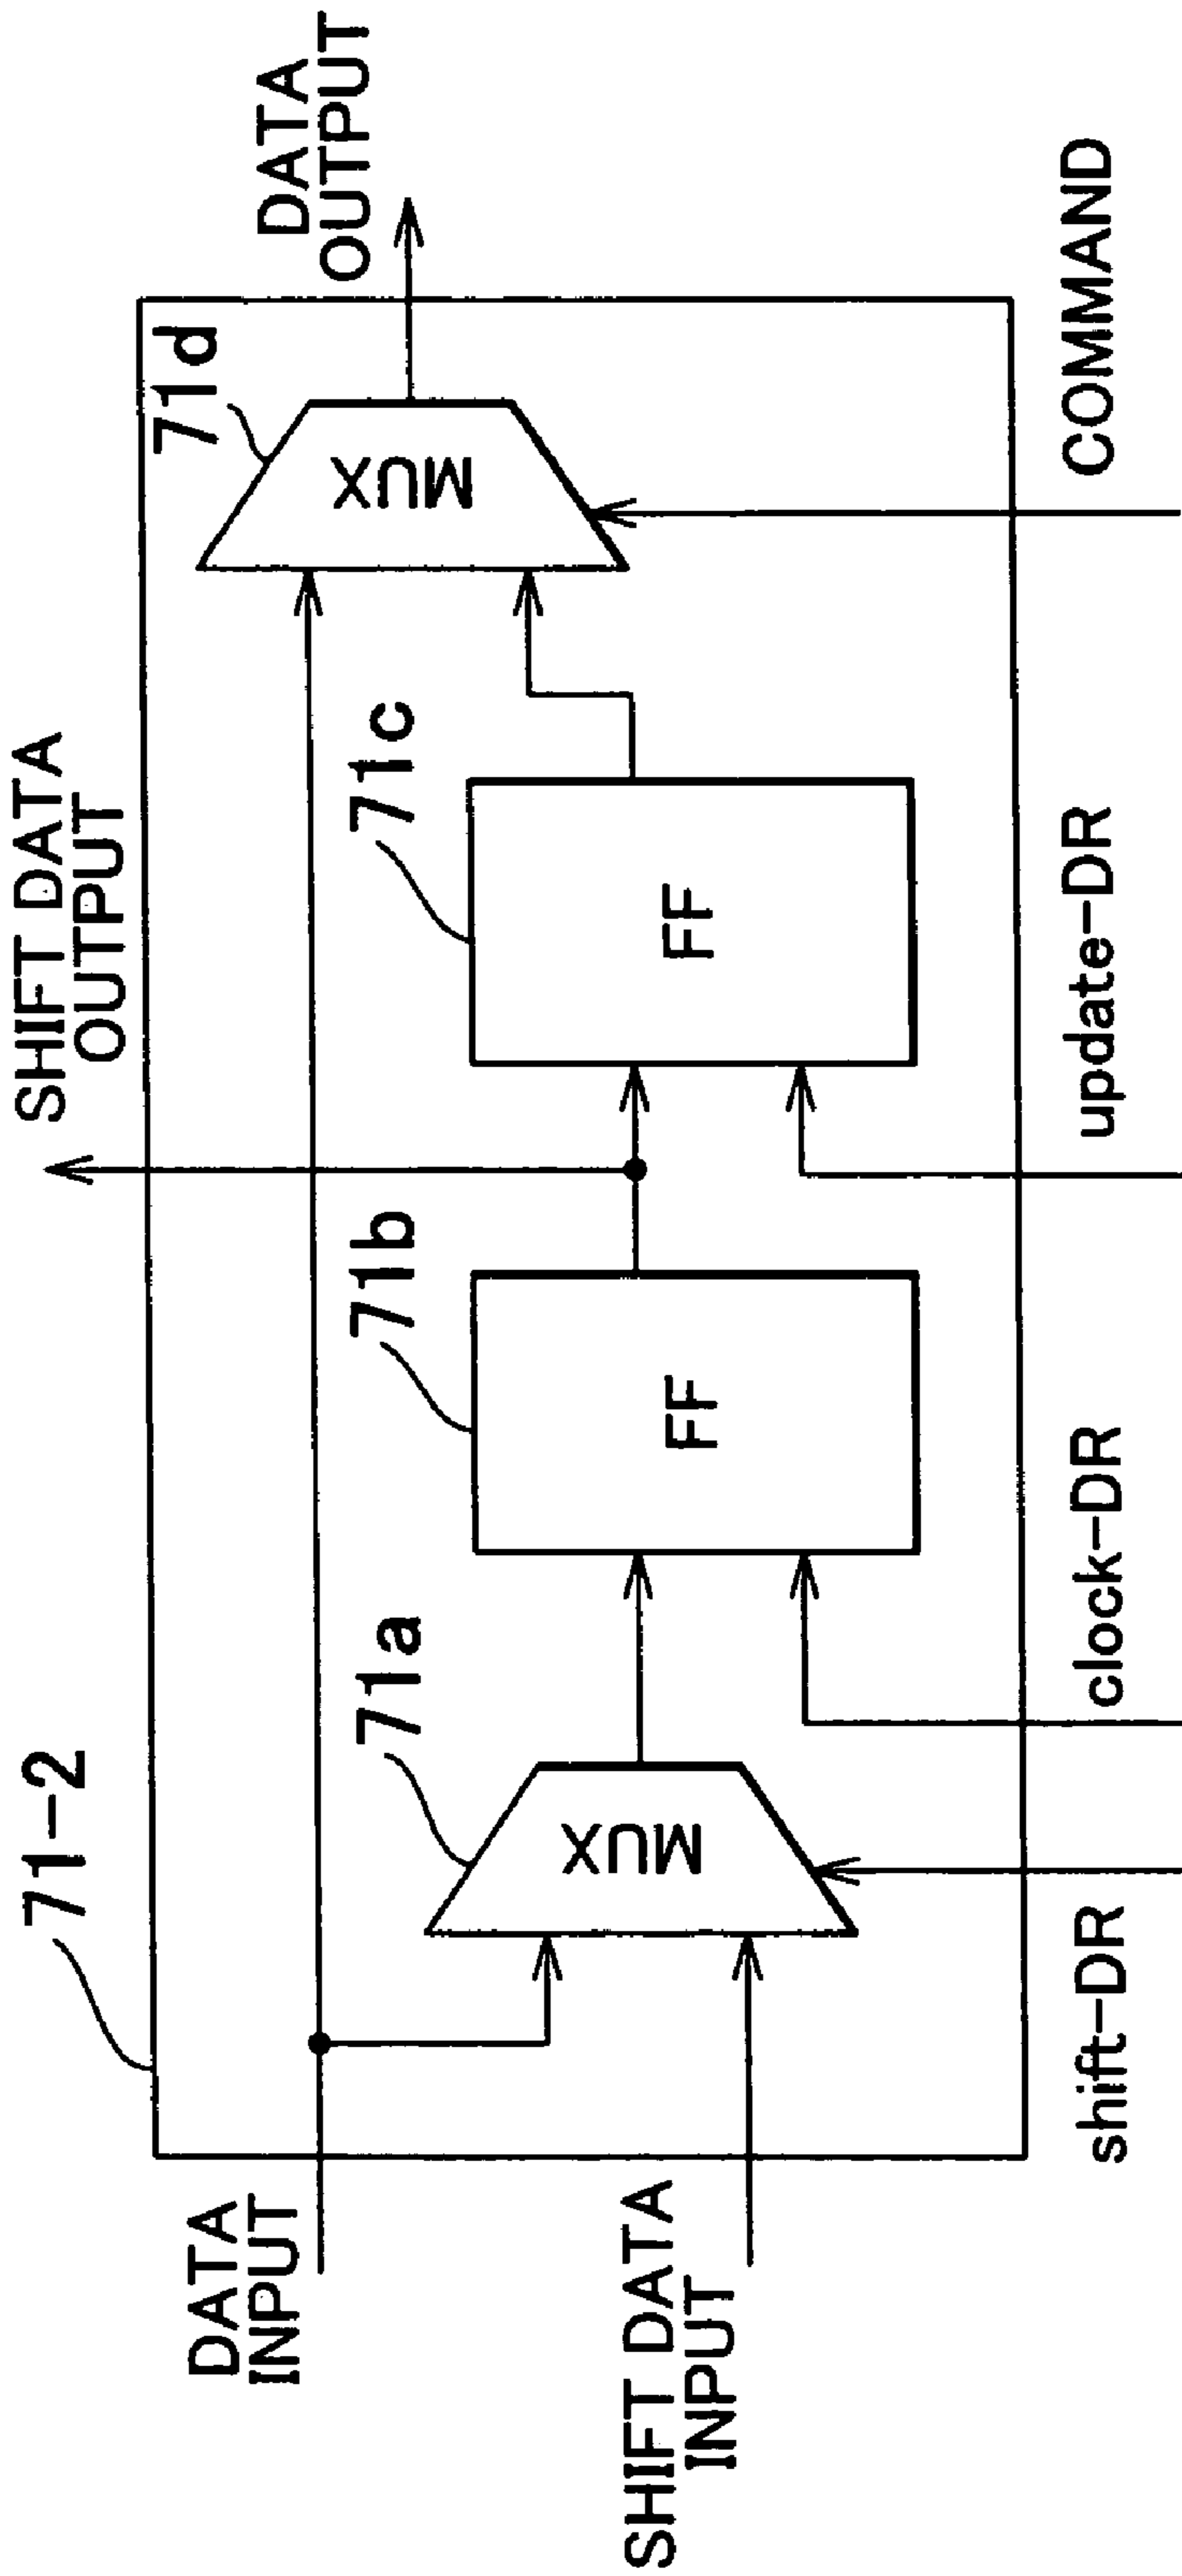 71-2
SHIFT DATA
OUTPUT
DATA
INPUT
DATA
OUTPUT
71d
MUX
71a
MUX
71b
FF
71c
FF
SHIFT DATA
INPUT
shift-DR
clock-DR
update-DR
COMMAND